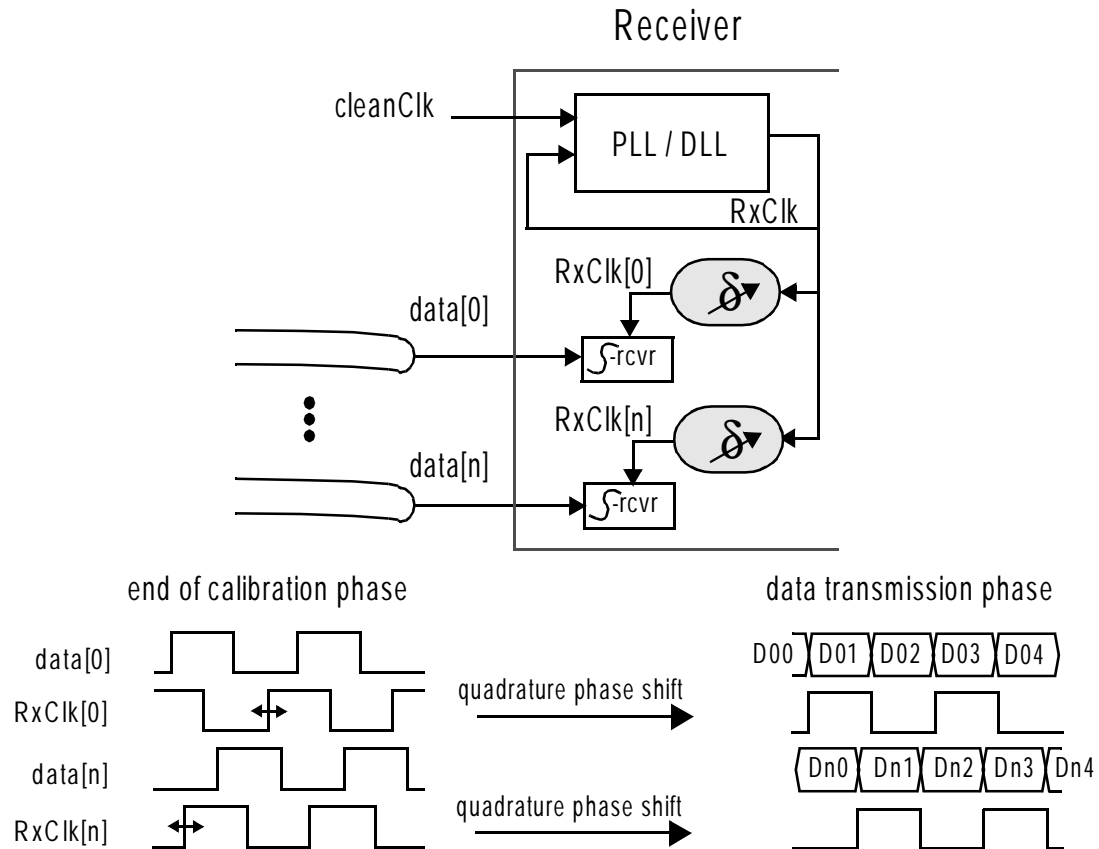 Receiver
cleanClk
PLL / DLL
RxClk
RxClk[0]
δ
data[0]
∫-rcvr
RxClk[n]
δ
data[n]
∫-rcvr
end of calibration phase
data transmission phase
data[0]
D00 D01 D02 D03 D04
RxClk[0]
quadrature phase shift
data[n]
Dn0 Dn1 Dn2 Dn3 Dn4
RxClk[n]
quadrature phase shift